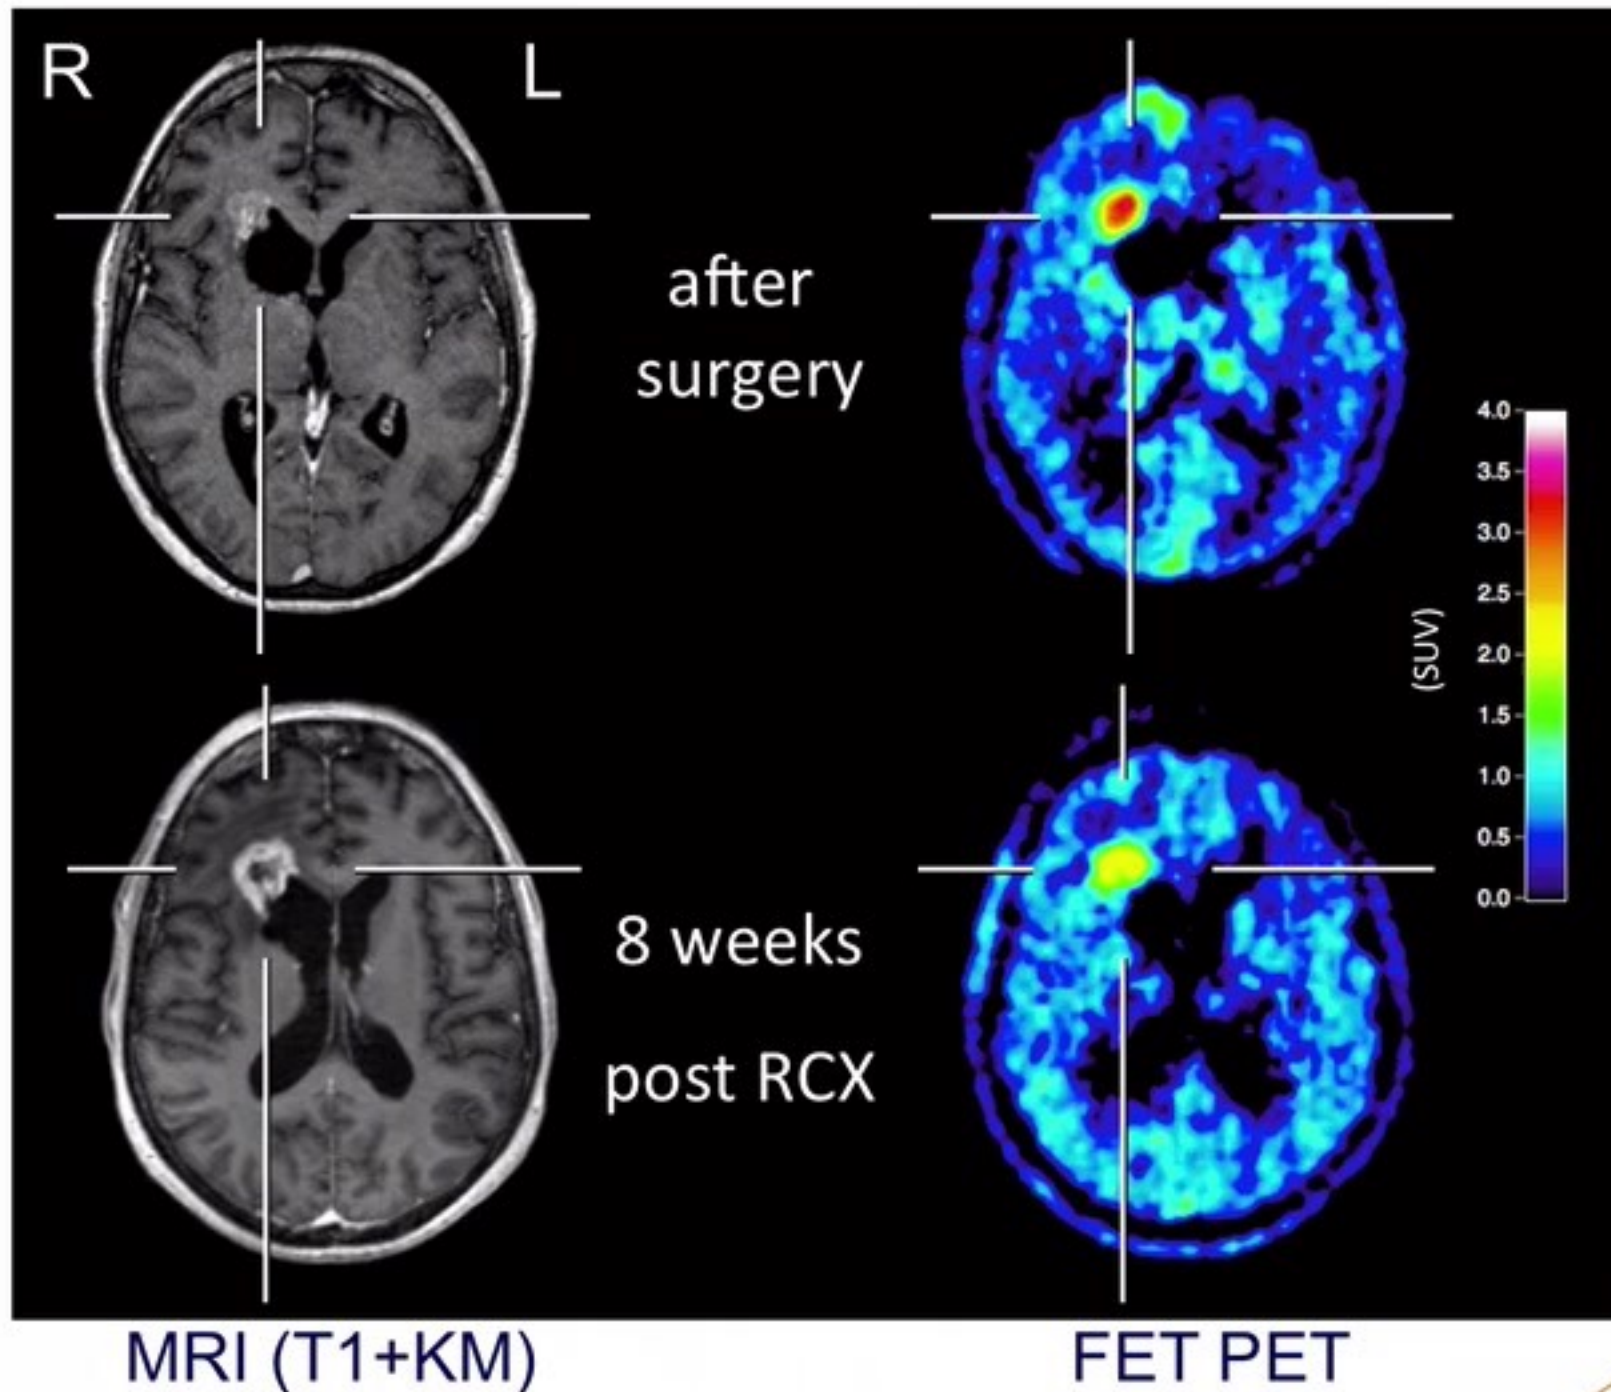 R
L
after
surgery
4.0
3.5
3.0
2.5
2.0
1.5
1.0
0.5
0.0
(SUV)
8 weeks
post RCX
MRI (T1+KM)
FET PET